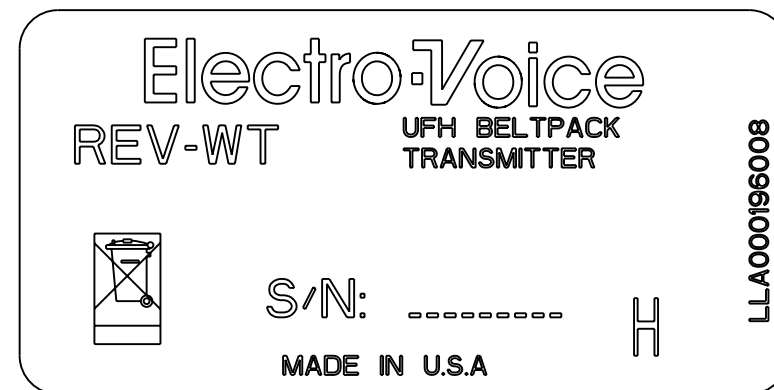 Electro-Voice
REV-WT
UFH BELTPACK
TRANSMITTER
LLA000196008
S/N: ---------
H
MADE IN U.S.A